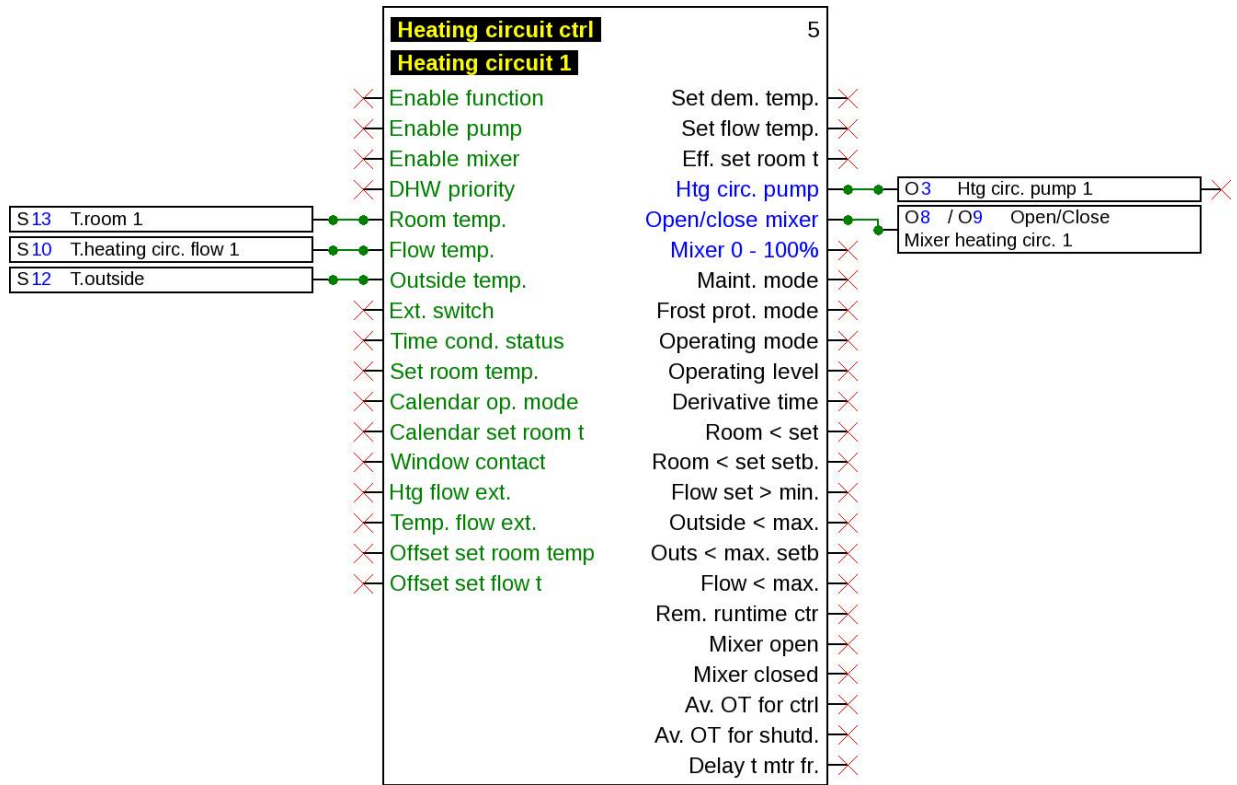 Heating circuit ctrl 5
Heating circuit 1
Enable function Set dem. temp.
Enable pump Set flow temp.
Enable mixer Eff. set room t
DHW priority Htg circ. pump O3 Htg circ. pump 1
S13 T.room 1 Room temp. Open/close mixer O8 / O9 Open/Close
Mixer heating circ. 1
S10 T.heating circ. flow 1 Flow temp. Mixer 0 - 100%
S12 T.outside Outside temp. Maint. mode
Ext. switch Frost prot. mode
Time cond. status Operating mode
Set room temp. Operating level
Calendar op. mode Derivative time
Calendar set room t Room < set
Window contact Room < set setb.
Htg flow ext. Flow set > min.
Temp. flow ext. Outside < max.
Offset set room temp Outs < max. setb
Offset set flow t Flow < max.
Rem. runtime ctr
Mixer open
Mixer closed
Av. OT for ctrl
Av. OT for shutd.
Delay t mtr fr.